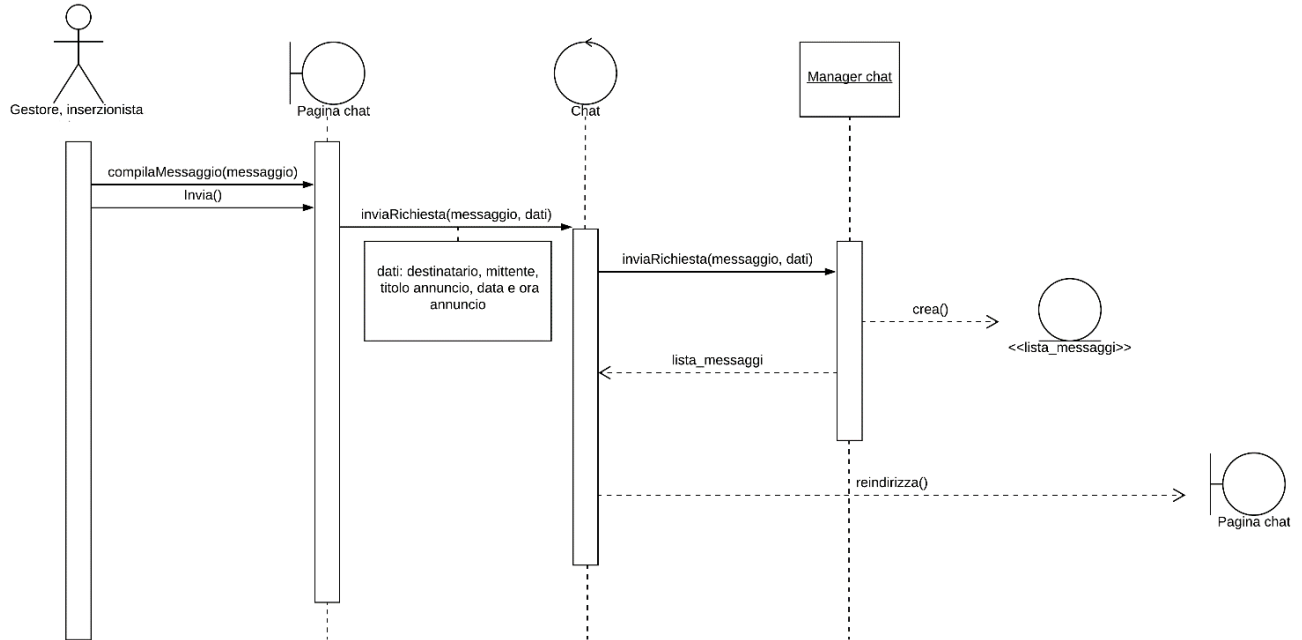 Manager chat
Gestore, inserzionista
Pagina chat
Chat
compilaMessaggio(messaggio)
Invia()
inviaRichiesta(messaggio, dati)
dati: destinatario, mittente,
titolo annuncio, data e ora
annuncio
inviaRichiesta(messaggio, dati)
crea()
<<lista_messaggi>>
lista_messaggi
reindirizza()
Pagina chat